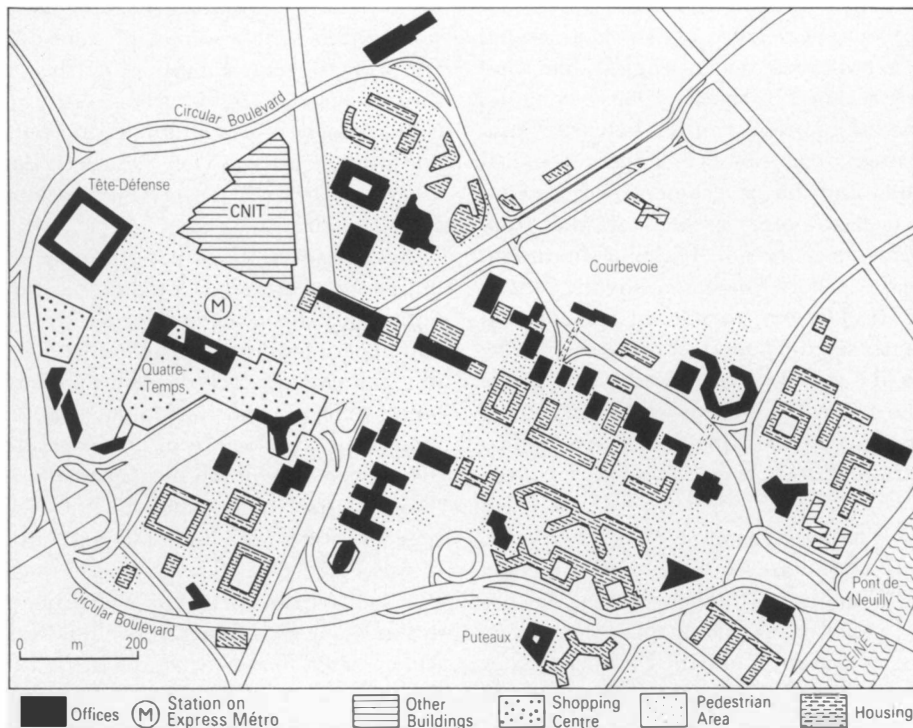 Circular Boulevard
Tête-Défense
CNIT
M
Courbevoie
Quatre-
Temps
Circular Boulevard
Pont de
Neuilly
SEINE
Puteaux
0 m 200
Offices
M Station on
Express Métro
Other
Buildings
Shopping
Centre
Pedestrian
Area
Housing